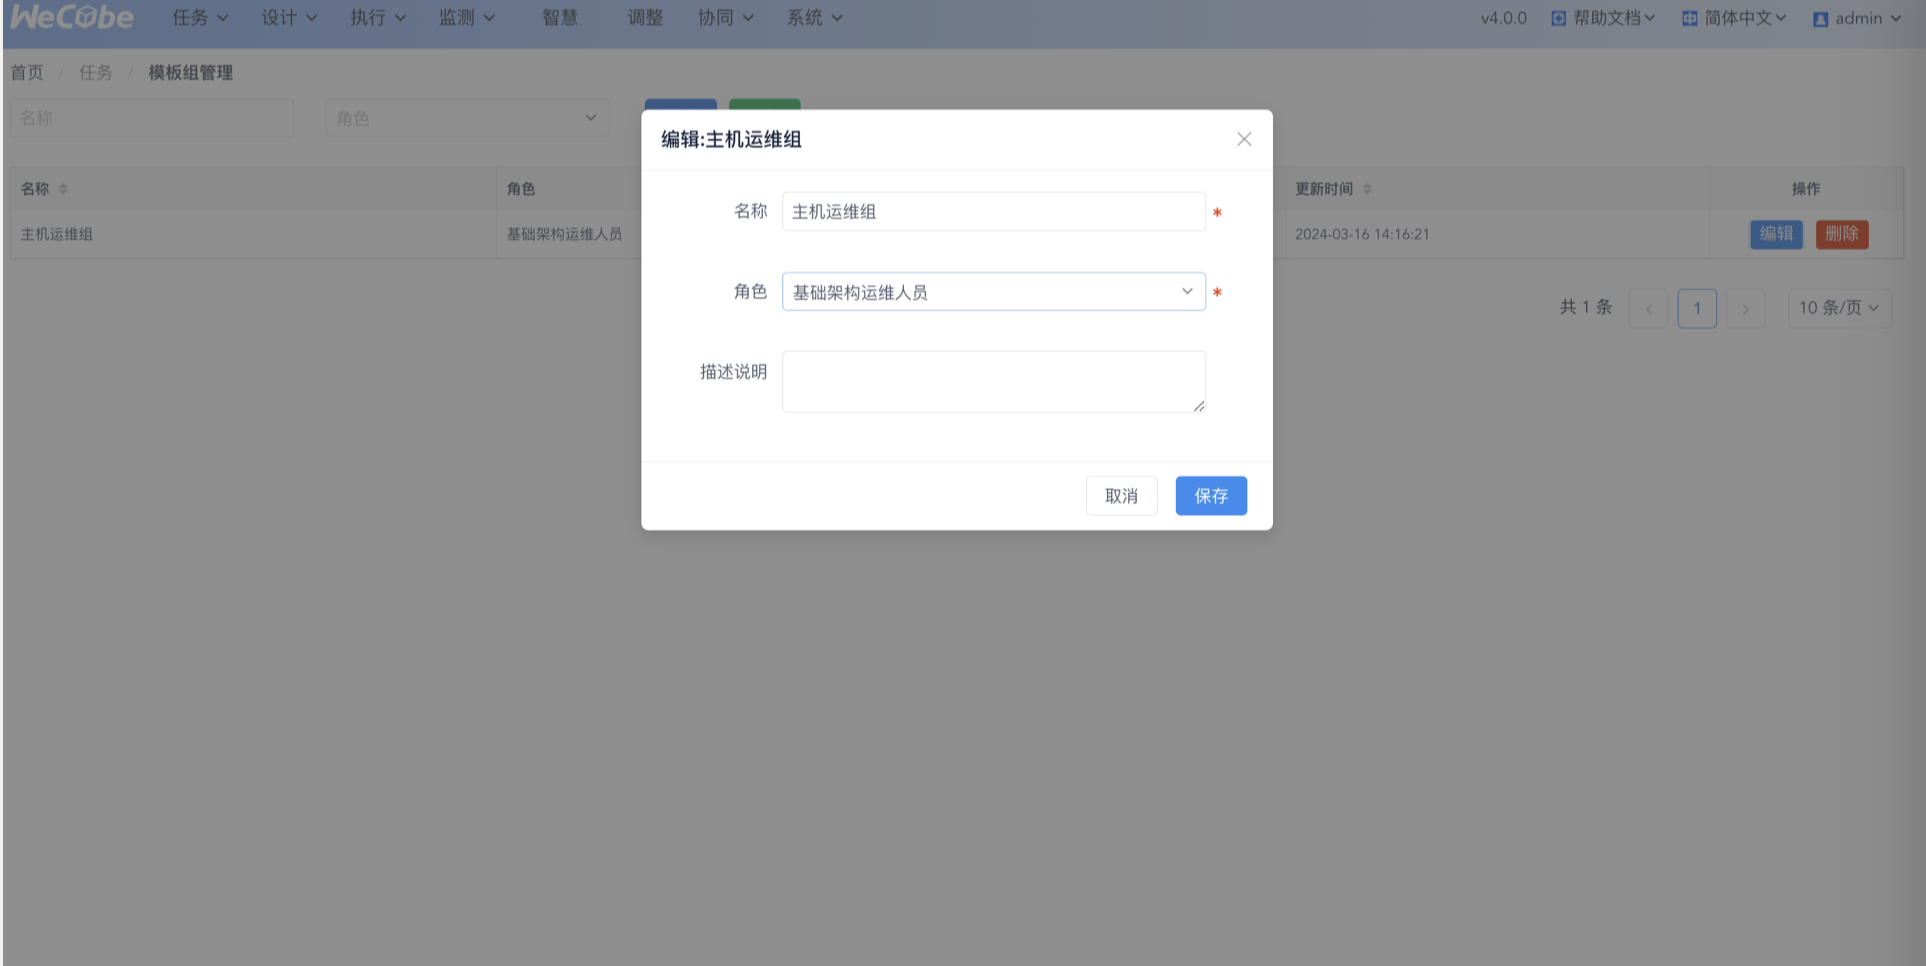 WeCube 任务 设计 执行 监测 智慧 调整 协同 系统 v4.0.0 帮助文档 简体中文 admin
首页 / 任务 / 模板组管理
名称 角色
编辑:主机运维组
名称 角色 更新时间 操作
主机运维组 基础架构运维人员 2024-03-16 14:16:21 编辑 删除
共 1 条 1 10 条/页
名称 主机运维组 *
角色 基础架构运维人员 *
描述说明
取消 保存